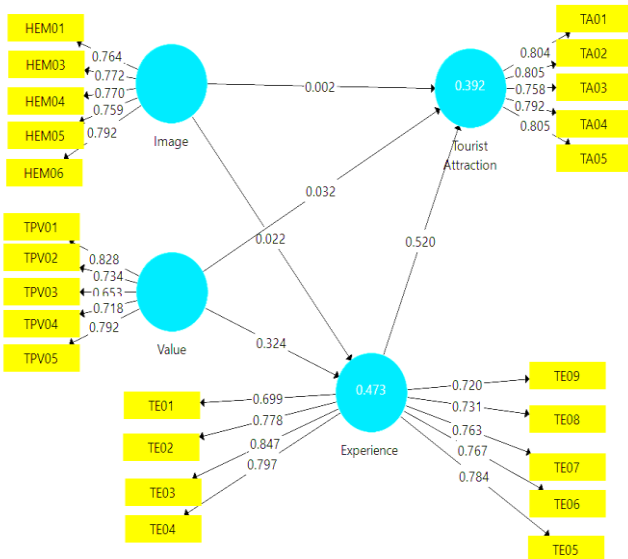 HEM01
HEM03
HEM04
HEM05
HEM06
0.764
0.772
0.770
0.759
0.792
Image
0.002
0.032
0.022
TA01
TA02
TA03
TA04
TA05
0.804
0.805
0.758
0.792
0.805
0.392
Tourist
Attraction
TPV01
TPV02
TPV03
TPV04
TPV05
0.828
0.734
0.653
0.718
0.792
Value
0.324
0.520
0.473
Experience
TE01
TE02
TE03
TE04
0.699
0.778
0.847
0.797
0.720
0.731
0.763
0.767
0.784
TE09
TE08
TE07
TE06
TE05